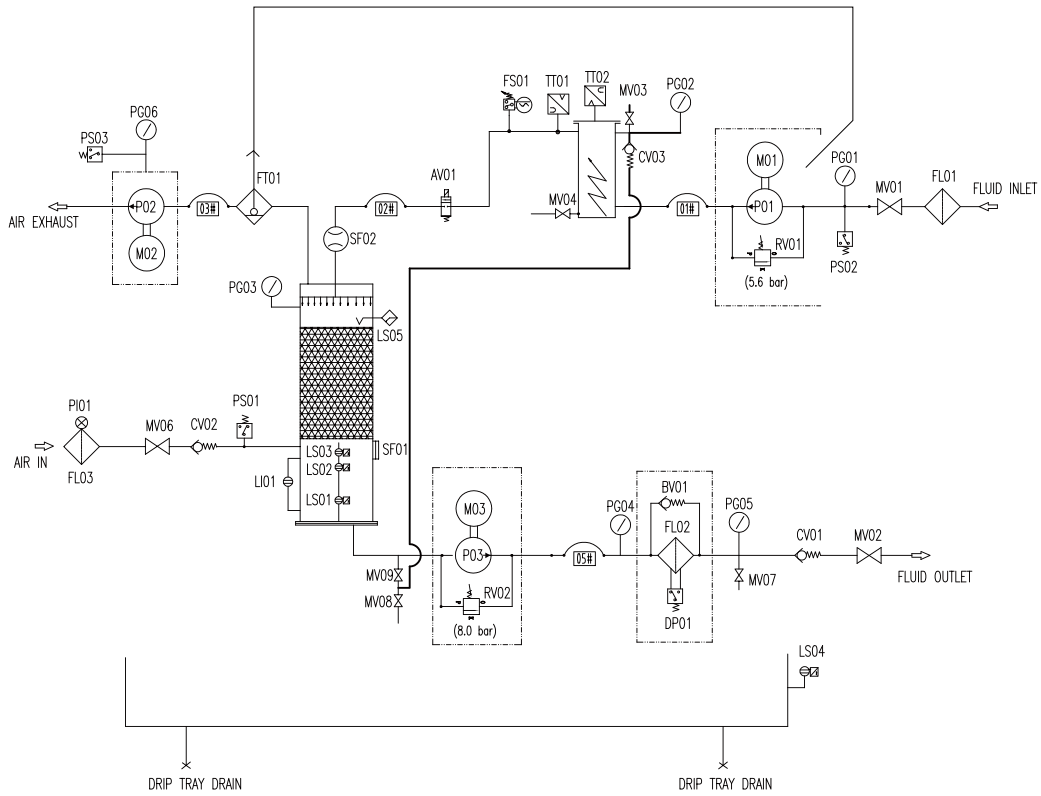 FS01
TT01
TT02
MV03
PG02
PG06
PS03
M01
PG01
CV03
FL01
AV01
FT01
MV01
FLUID INLET
MV04
P02
03#
02#
01#
P01
AIR EXHAUST
M02
SF02
RV01
PS02
(5.6 bar)
PG03
LS05
PI01
PS01
MV06
CV02
AIR IN
FL03
LS03
SF01
LS02
LI01
LS01
BV01
M03
PG04
PG05
FL02
CV01
MV02
P03
05#
FLUID OUTLET
MV09
MV07
RV02
MV08
DP01
(8.0 bar)
LS04
DRIP TRAY DRAIN
DRIP TRAY DRAIN